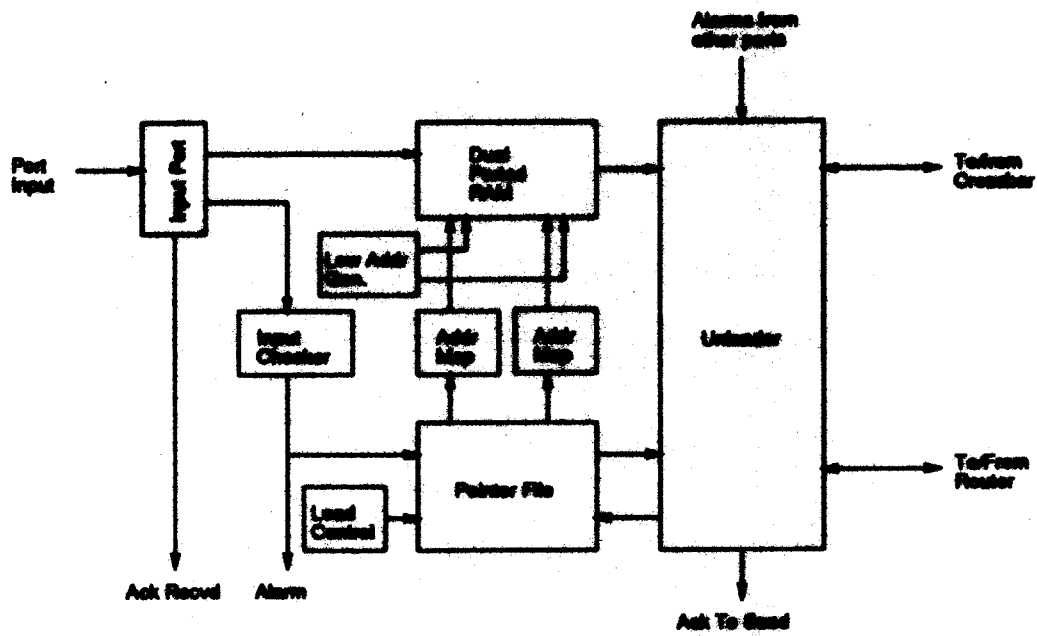 Alarms from
other ports
Port
Input
Input Port
Dual
Ported
RAM
To/from
Crossbar
Low Addr
Gen.
Input
Checker
Addr
Map
Addr
Map
Unloader
Pointer File
To/From
Router
Load
Control
Ack Recvd
Alarm
Ack To Send